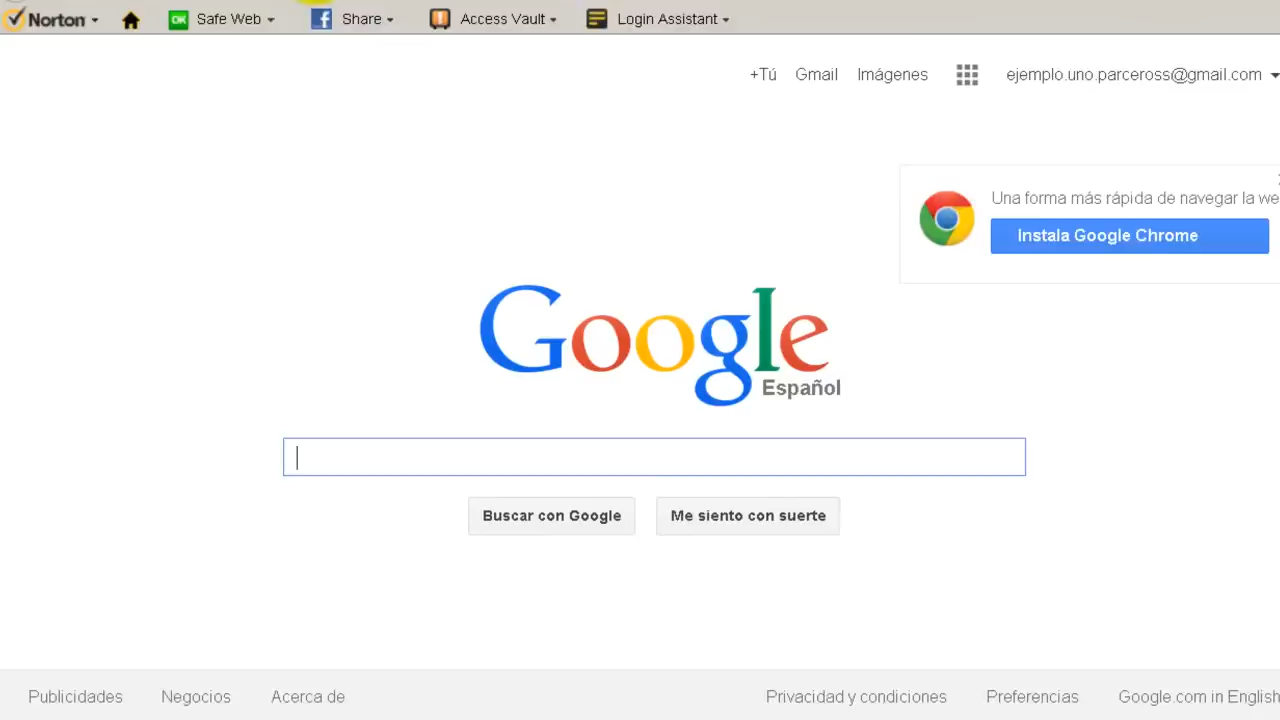 Norton Safe Web Share Access Vault Login Assistant
+Tú Gmail Imágenes ejemplo.uno.parceross@gmail.com
Una forma más rápida de navegar la we
Instala Google Chrome
Google
Español
Buscar con Google Me siento con suerte
Publicidades Negocios Acerca de Privacidad y condiciones Preferencias Google.com in English